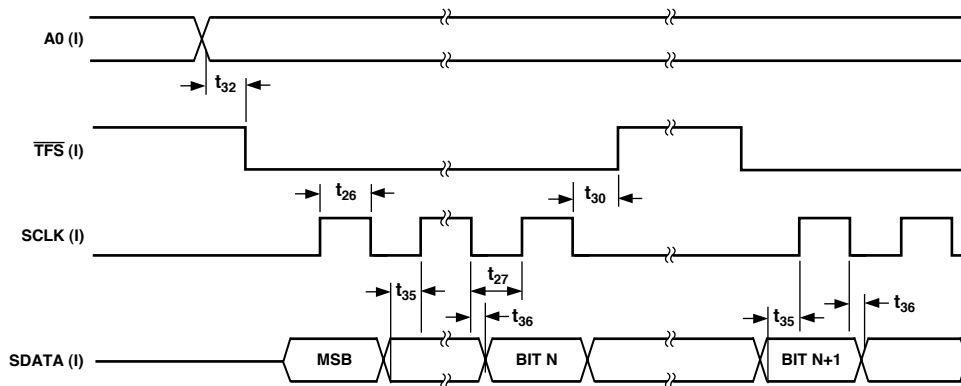 A0 (I)
t32
TFS (I)
t26
t30
SCLK (I)
t27
t35
t36
t35
t36
SDATA (I)
MSB
BIT N
BIT N+1